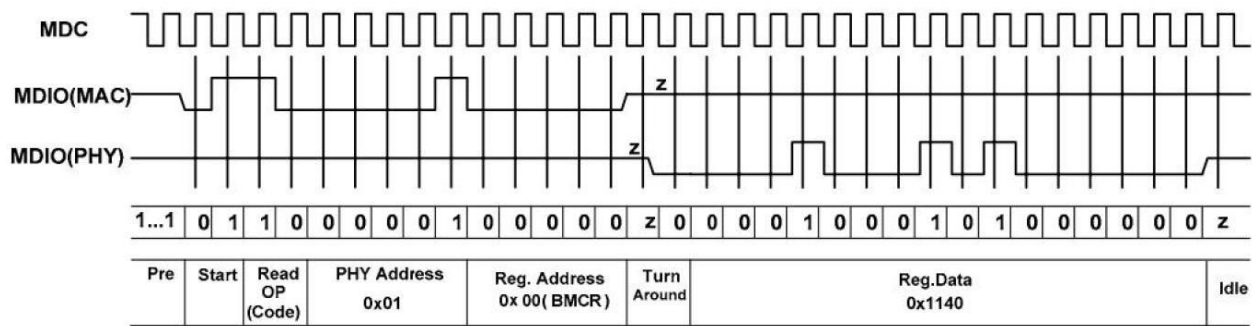 MDC
MDIO(MAC)
z
MDIO(PHY)
z
1...1 0 1 1 0 0 0 0 0 1 0 0 0 0 0 z 0 0 0 0 1 0 0 0 1 0 1 0 0 0 0 0 0 z
Pre
Start
Read
OP
(Code)
PHY Address
0x01
Reg. Address
0x 00( BMCR )
Turn
Around
Reg.Data
0x1140
Idle